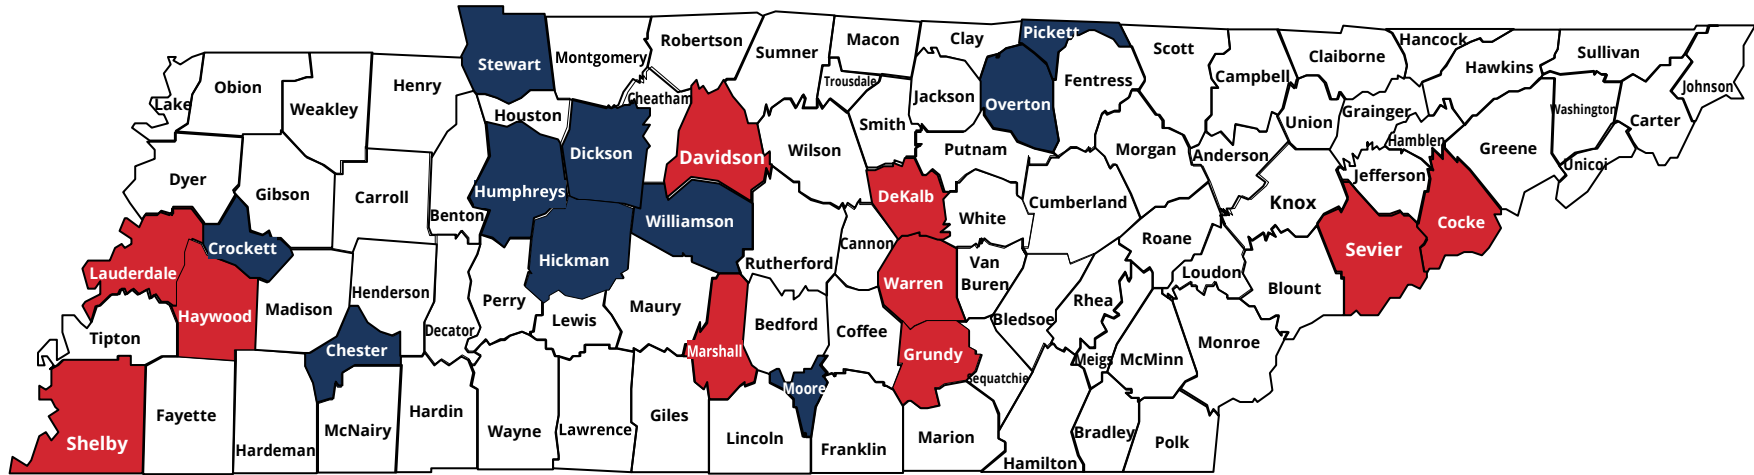 Pickett
Stewart
Montgomery
Robertson
Sumner
Macon
Clay
Scott
Claiborne
Hancock
Hawkins
Sullivan
Johnson
Lake
Obion
Weakley
Henry
Houston
Cheatham
Trousdale
Jackson
Overton
Fentress
Campbell
Union
Grainger
Hamblen
Washington
Carter
Unicoi
Greene
Dickson
Davidson
Wilson
Smith
Putnam
Morgan
Anderson
Jefferson
Dyer
Gibson
Carroll
Benton
Humphreys
Williamson
DeKalb
White
Cumberland
Knox
Cocke
Crockett
Hickman
Rutherford
Cannon
Van
Buren
Roane
Loudon
Sevier
Lauderdale
Haywood
Madison
Henderson
Decator
Perry
Lewis
Maury
Bedford
Coffee
Warren
Bledsoe
Rhea
Blount
Tipton
Chester
Marshall
Moore
Grundy
Sequatchie
Meigs
McMinn
Monroe
Shelby
Fayette
Hardeman
McNairy
Hardin
Wayne
Lawrence
Giles
Lincoln
Franklin
Marion
Hamilton
Bradley
Polk